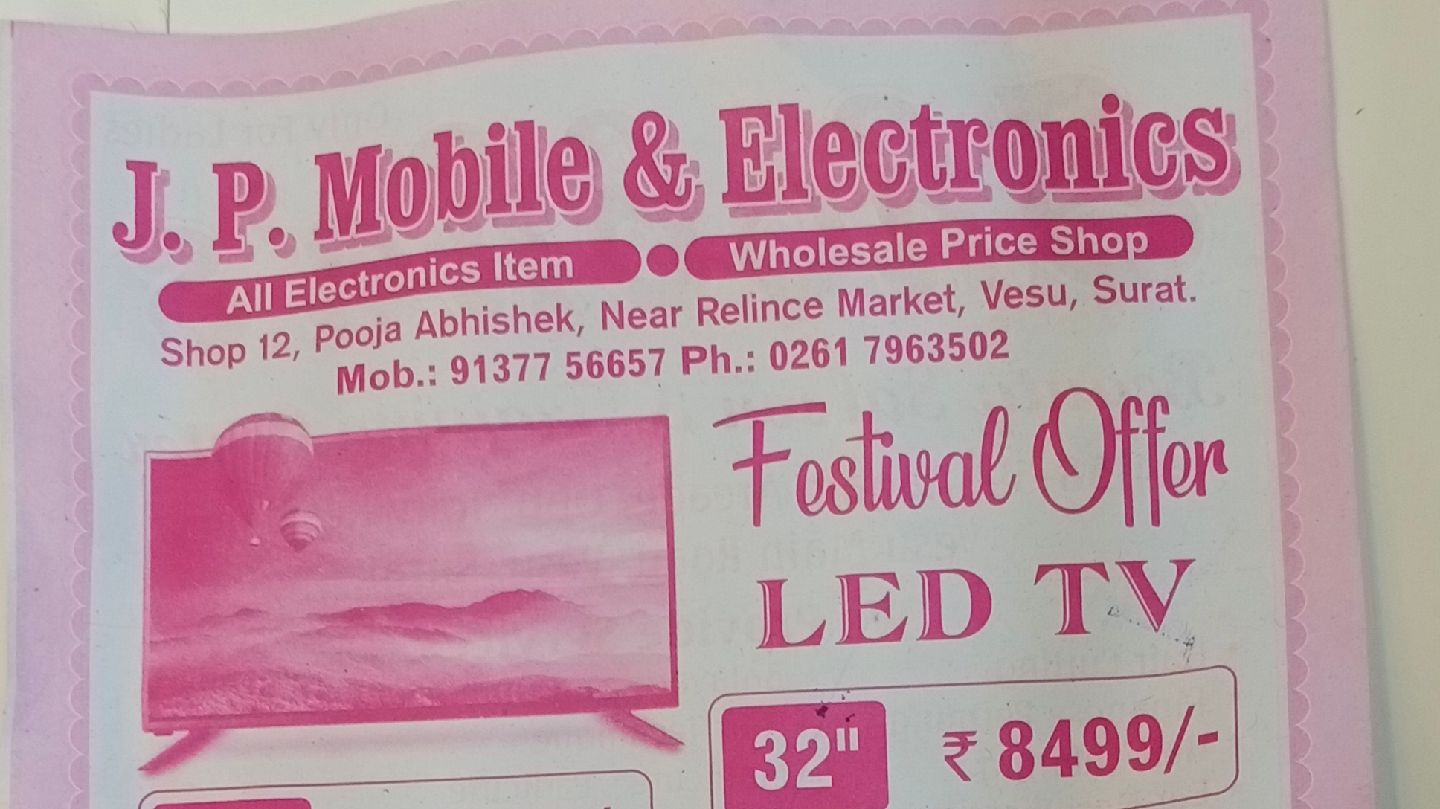 J. P. Mobile & Electronics
All Electronics Item Wholesale Price Shop
Shop 12, Pooja Abhishek, Near Relince Market, Vesu, Surat.
Mob.: 91377 56657 Ph.: 0261 7963502
Festival Offer
LED TV
32" ₹ 8499/-